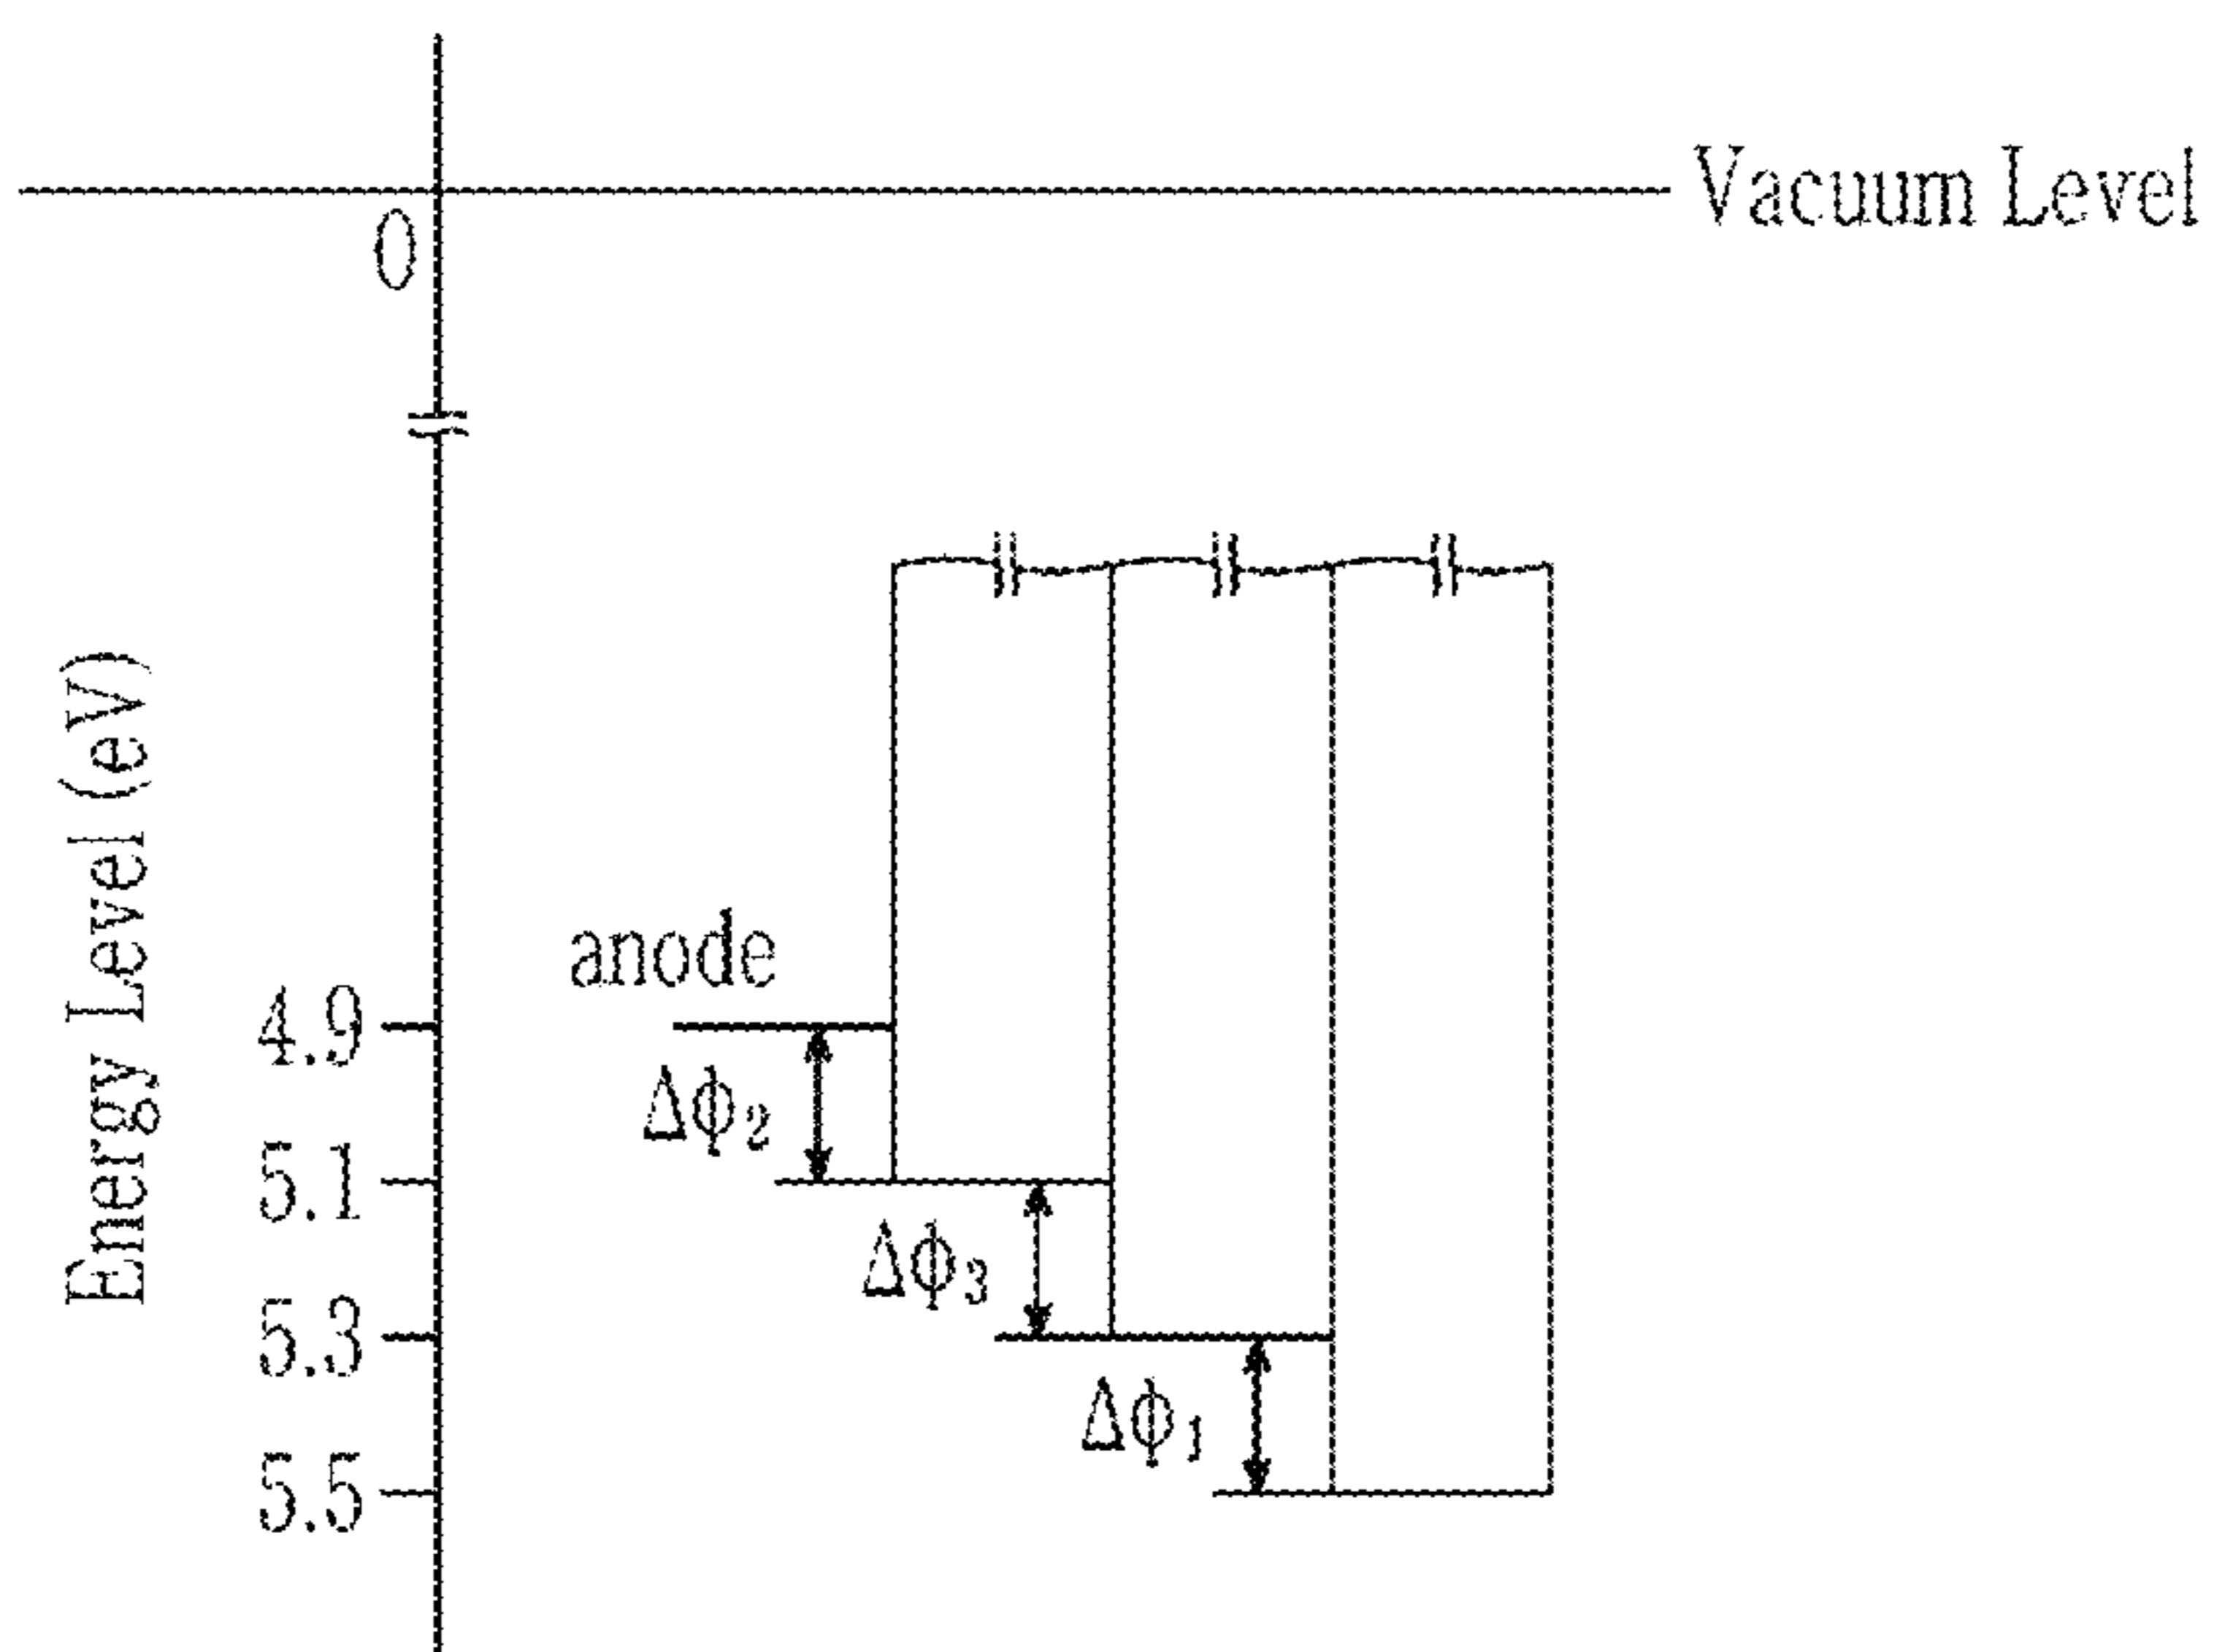 Vacuum Level
0
Energy Level (eV)
anode
4.9
Δϕ2
5.1
Δϕ3
5.3
Δϕ1
5.5